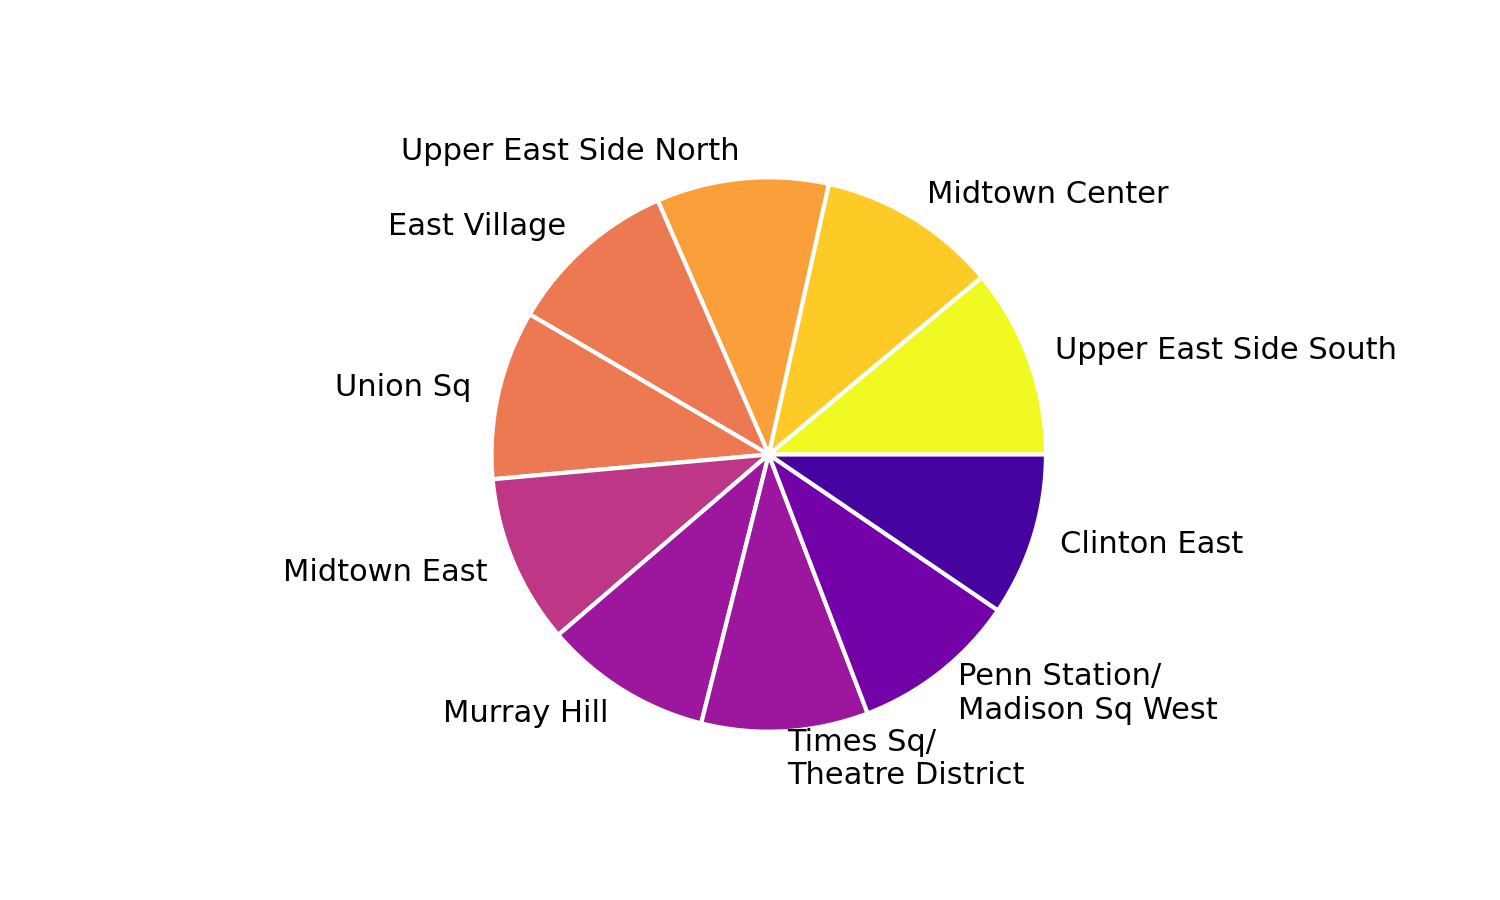 Upper East Side North
Midtown Center
East Village
Upper East Side South
Union Sq
Clinton East
Midtown East
Penn Station/
Madison Sq West
Murray Hill
Times Sq/
Theatre District